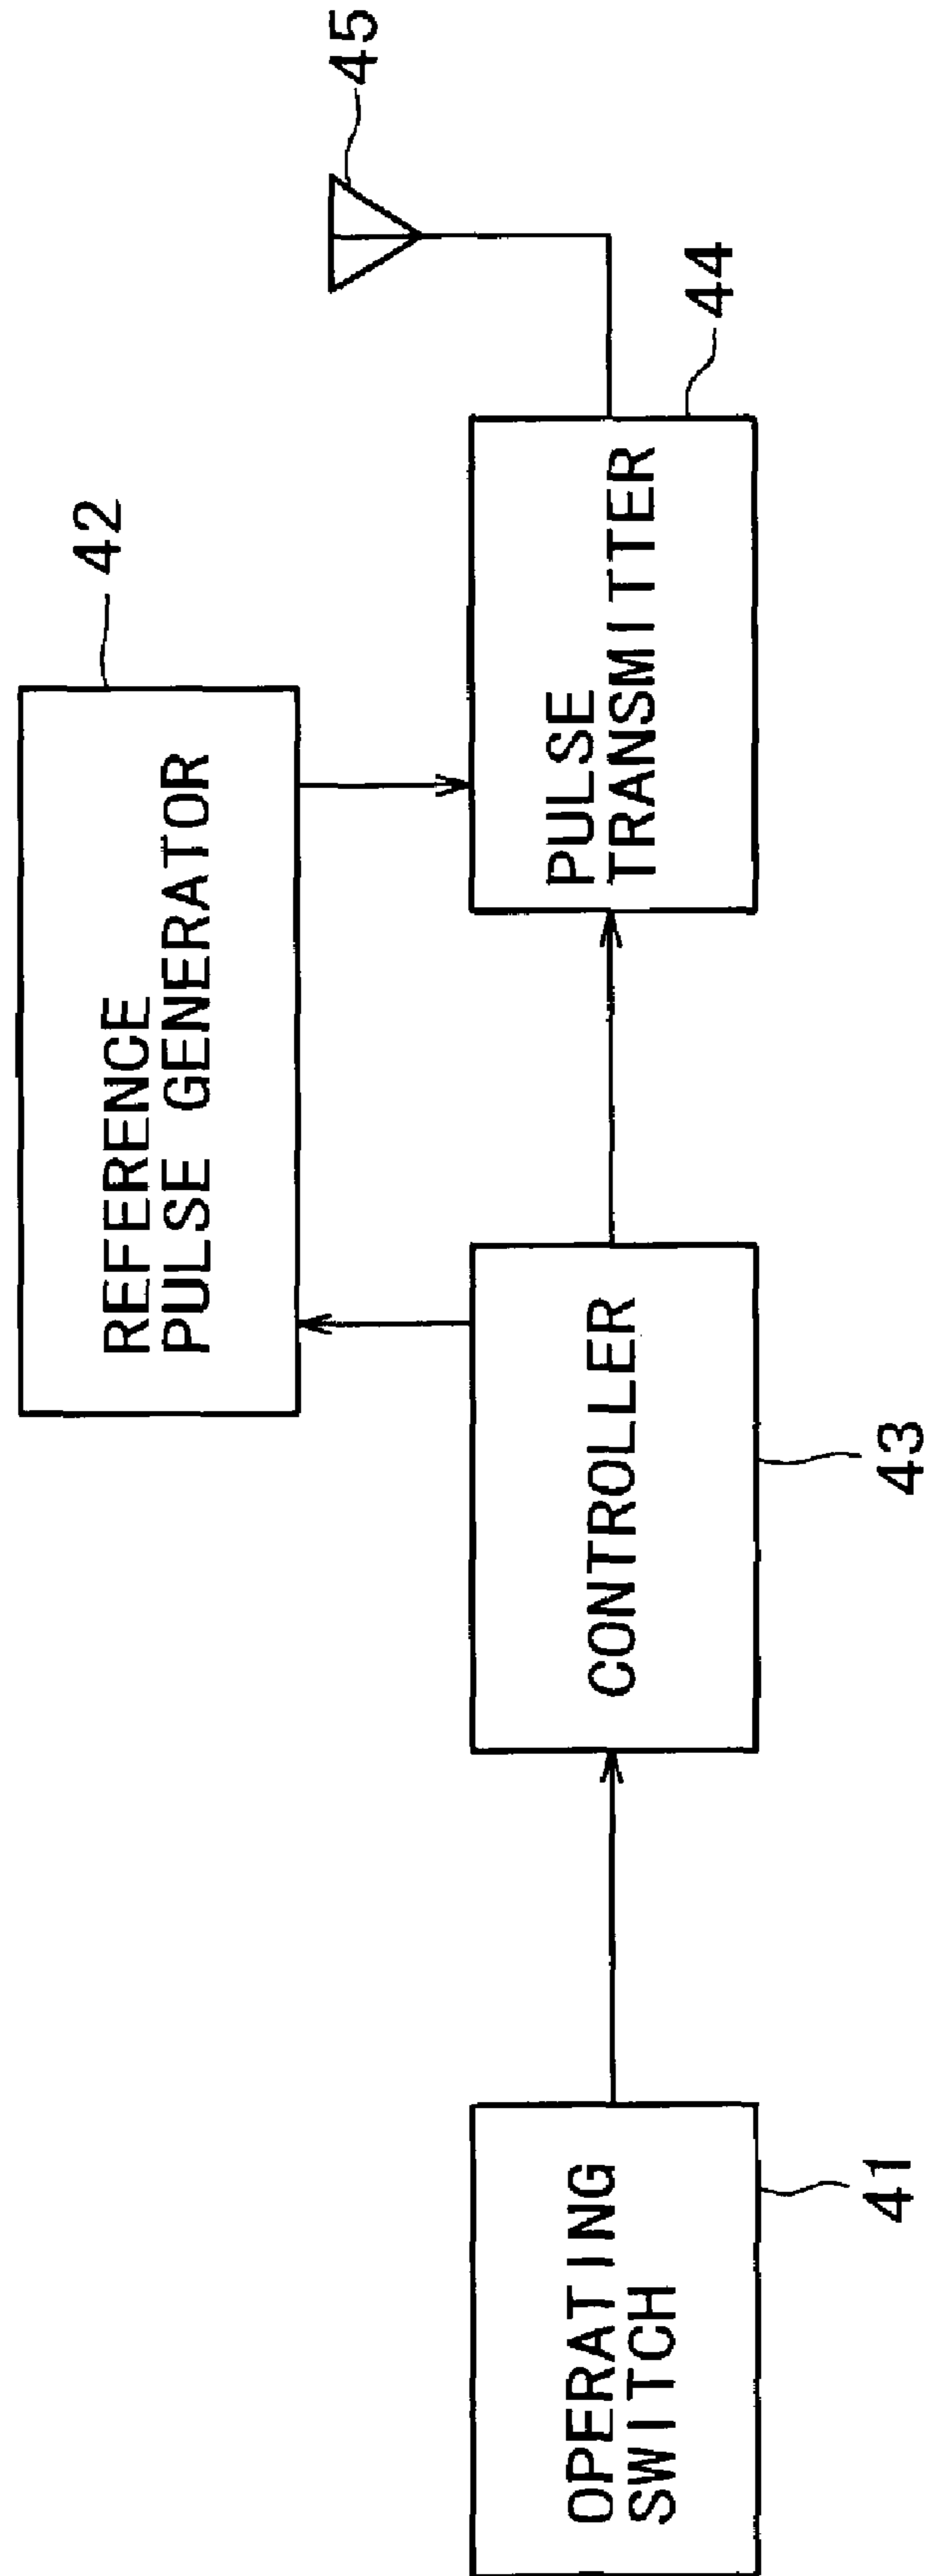 REFERENCE
PULSE GENERATOR
42
45
OPERATING
SWITCH
41
CONTROLLER
43
PULSE
TRANSMITTER
44